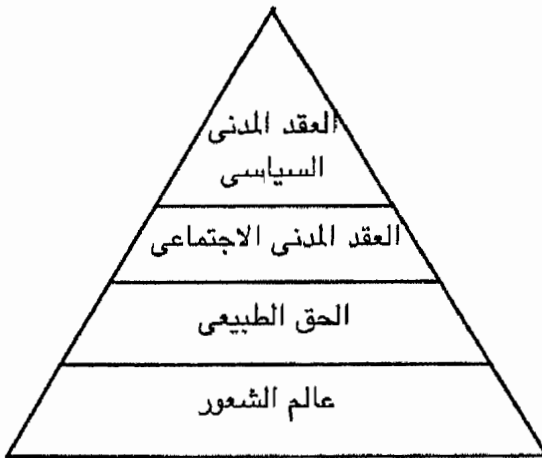 العقد المدنى
السياسى
العقد المدنى الاجتماعى
الحق الطبيعى
عالم الشعور